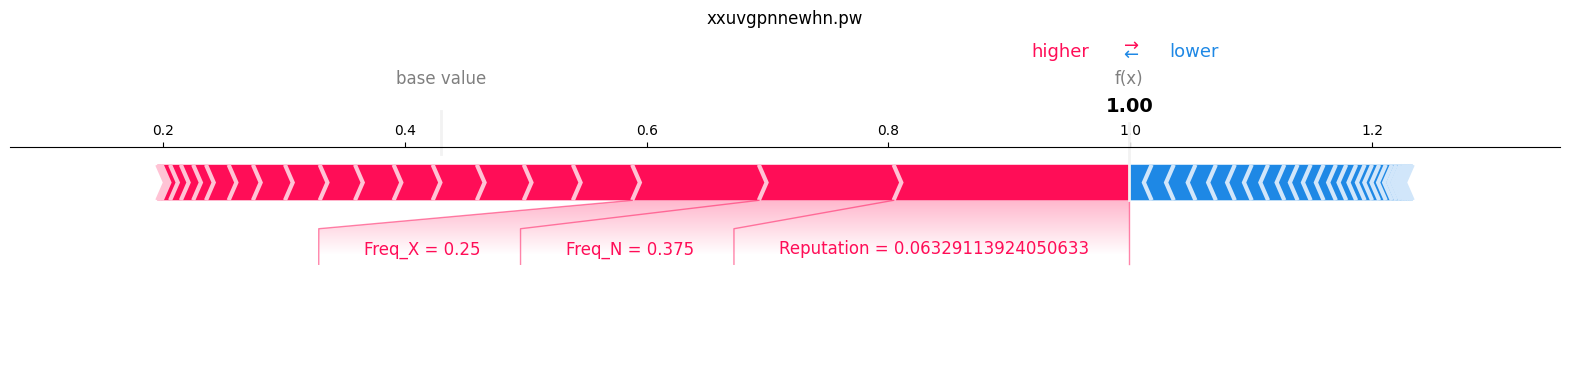 xxuvgpnnewhn.pw
higher ⇄ lower
base value f(x)
1.00
0.2 0.4 0.6 0.8 1.0 1.2
Freq_X = 0.25 Freq_N = 0.375 Reputation = 0.06329113924050633